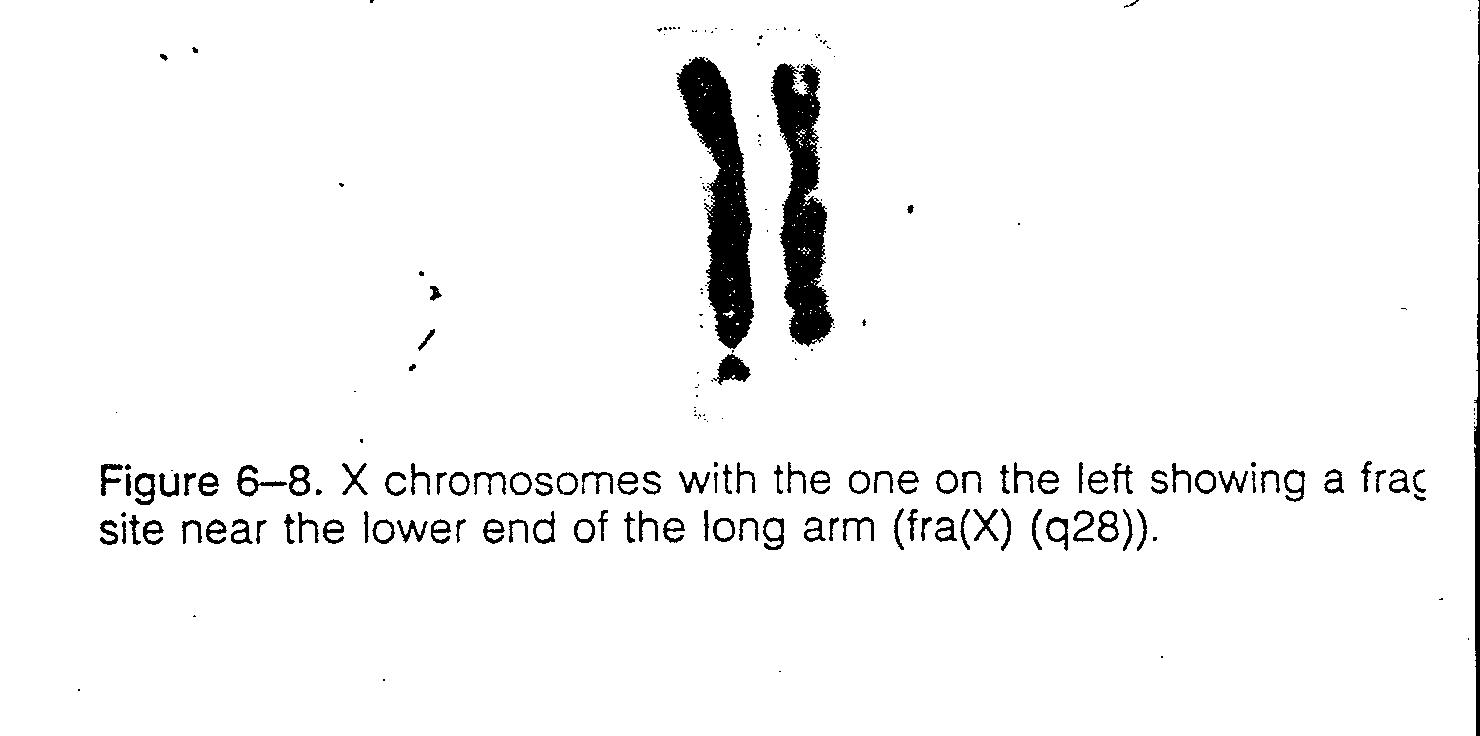 Figure 6–8. X chromosomes with the one on the left showing a frag
site near the lower end of the long arm (fra(X) (q28)).